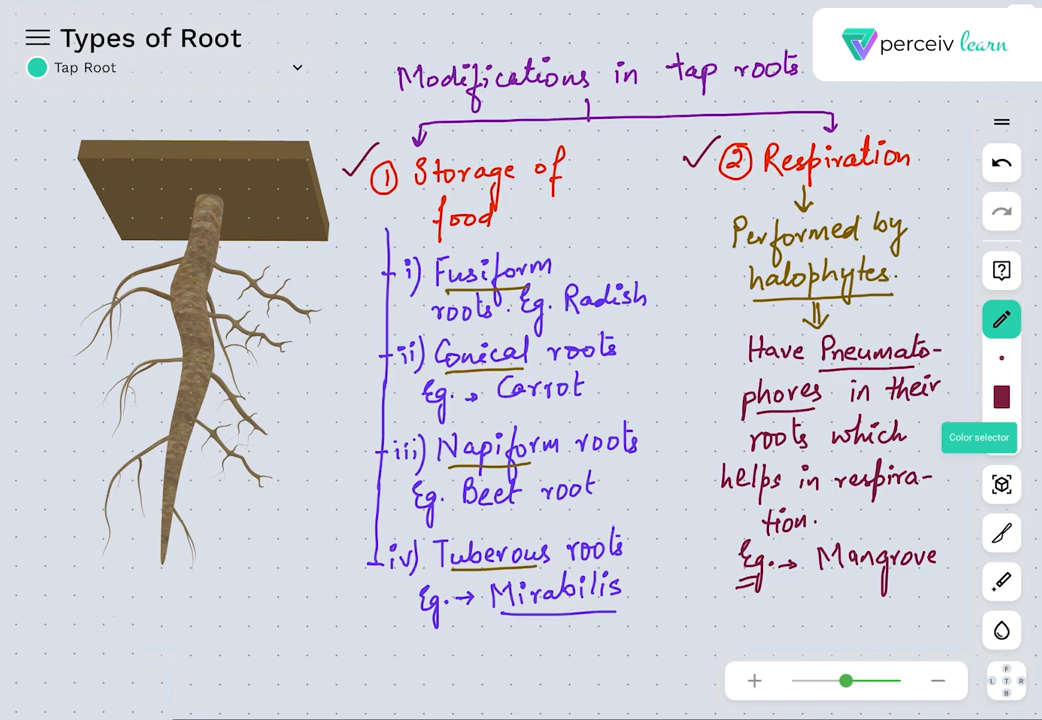 Types of Root
Tap Root
perceiv learn
Modifications in tap roots
① Storage of
food
i) Fusiform
roots. Eg. Radish
ii) Conical roots
Eg. → Carrot
iii) Napiform roots
Eg. Beet root
iv) Tuberous roots
Eg. → Mirabilis
② Respiration
Performed by
halophytes.
Have Pneumato-
phores in their
roots which
helps in respira-
tion.
Eg. → Mangrove
Color selector
F
L T R
B